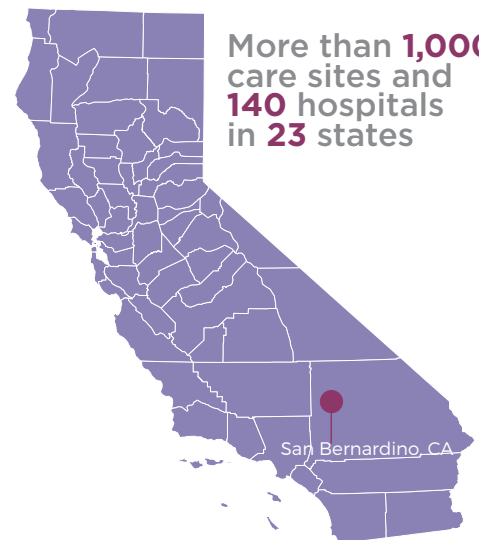 More than 1,000
care sites and
140 hospitals
in 23 states
San Bernardino, CA